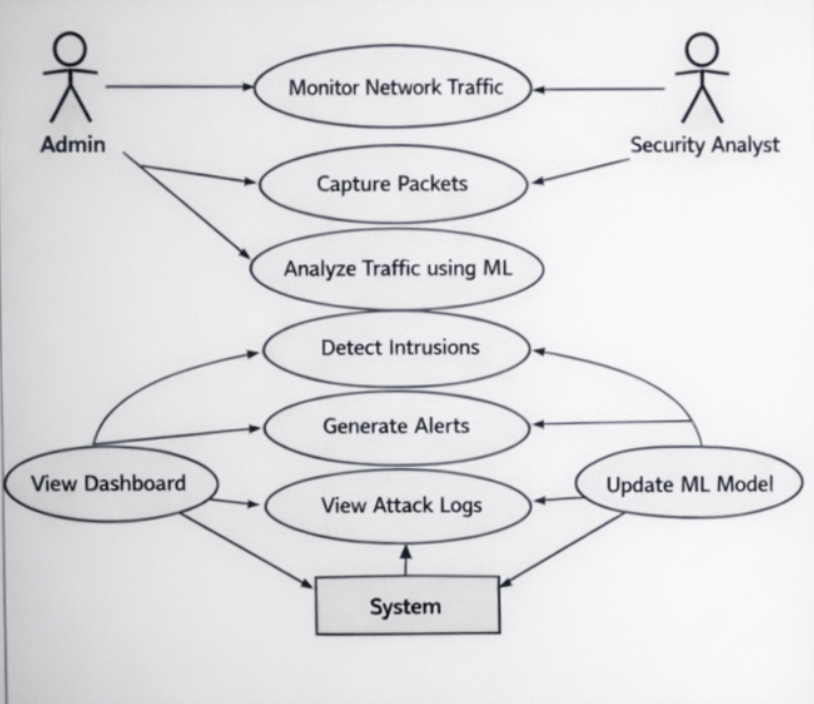 Monitor Network Traffic
Admin
Security Analyst
Capture Packets
Analyze Traffic using ML
Detect Intrusions
Generate Alerts
View Dashboard
View Attack Logs
Update ML Model
System